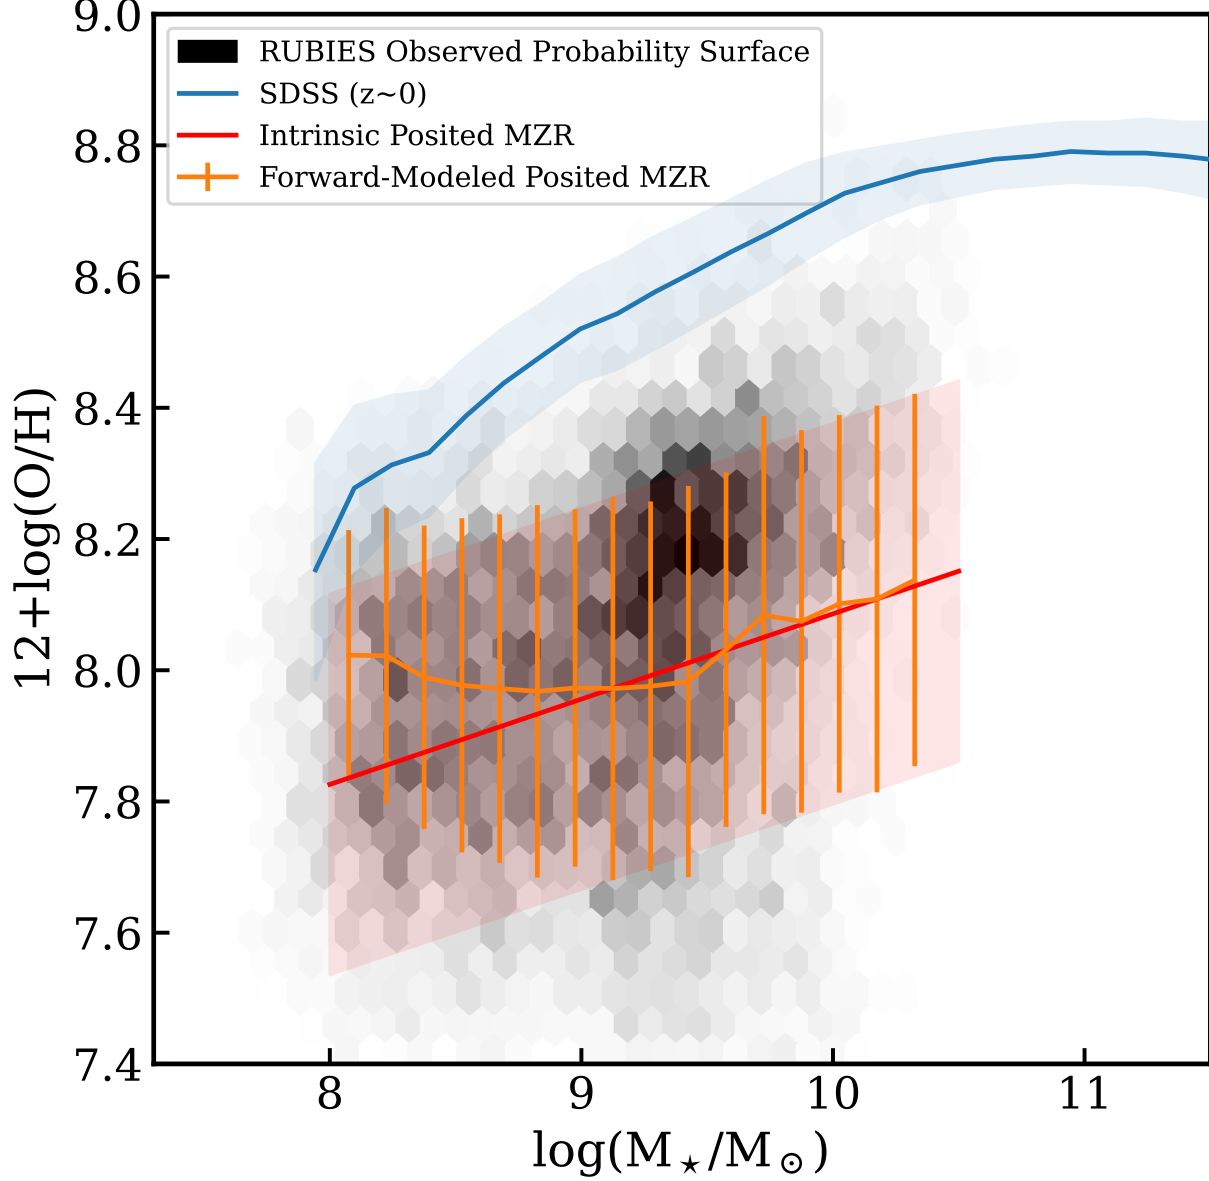 RUBIES Observed Probability Surface
SDSS (z~0)
Intrinsic Posited MZR
Forward-Modeled Posited MZR
9.0
8.8
8.6
8.4
8.2
8.0
7.8
7.6
7.4
12+log(O/H)
8 9 10 11
log(M⋆/M⊙)